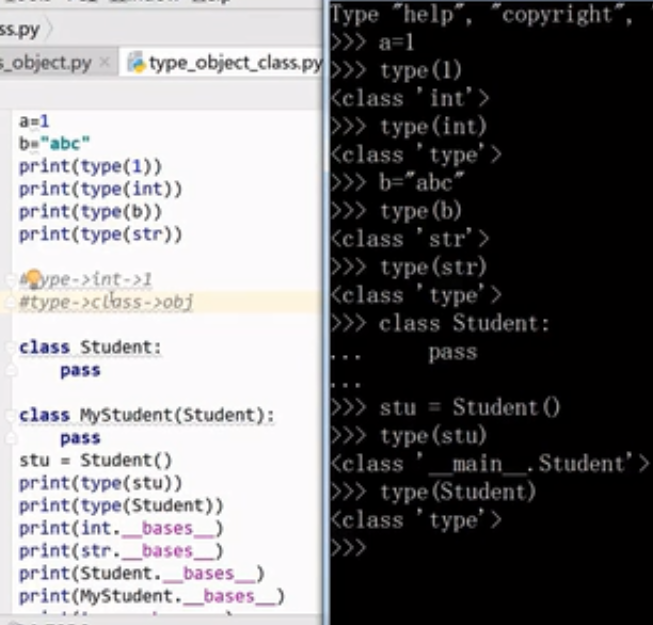 ss.py
s_object.py
type_object_class.py
a=1
b="abc"
print(type(1))
print(type(int))
print(type(b))
print(type(str))
#type->int->1
#type->class->obj
class Student:
pass
class MyStudent(Student):
pass
stu = Student()
print(type(stu))
print(type(Student))
print(int.__bases__)
print(str.__bases__)
print(Student.__bases__)
print(MyStudent.__bases__)
Type "help", "copyright",
>>> a=1
>>> type(1)
<class 'int'>
>>> type(int)
<class 'type'>
>>> b="abc"
>>> type(b)
<class 'str'>
>>> type(str)
<class 'type'>
>>> class Student:
...     pass
...
>>> stu = Student()
>>> type(stu)
<class '__main__.Student'>
>>> type(Student)
<class 'type'>
>>>